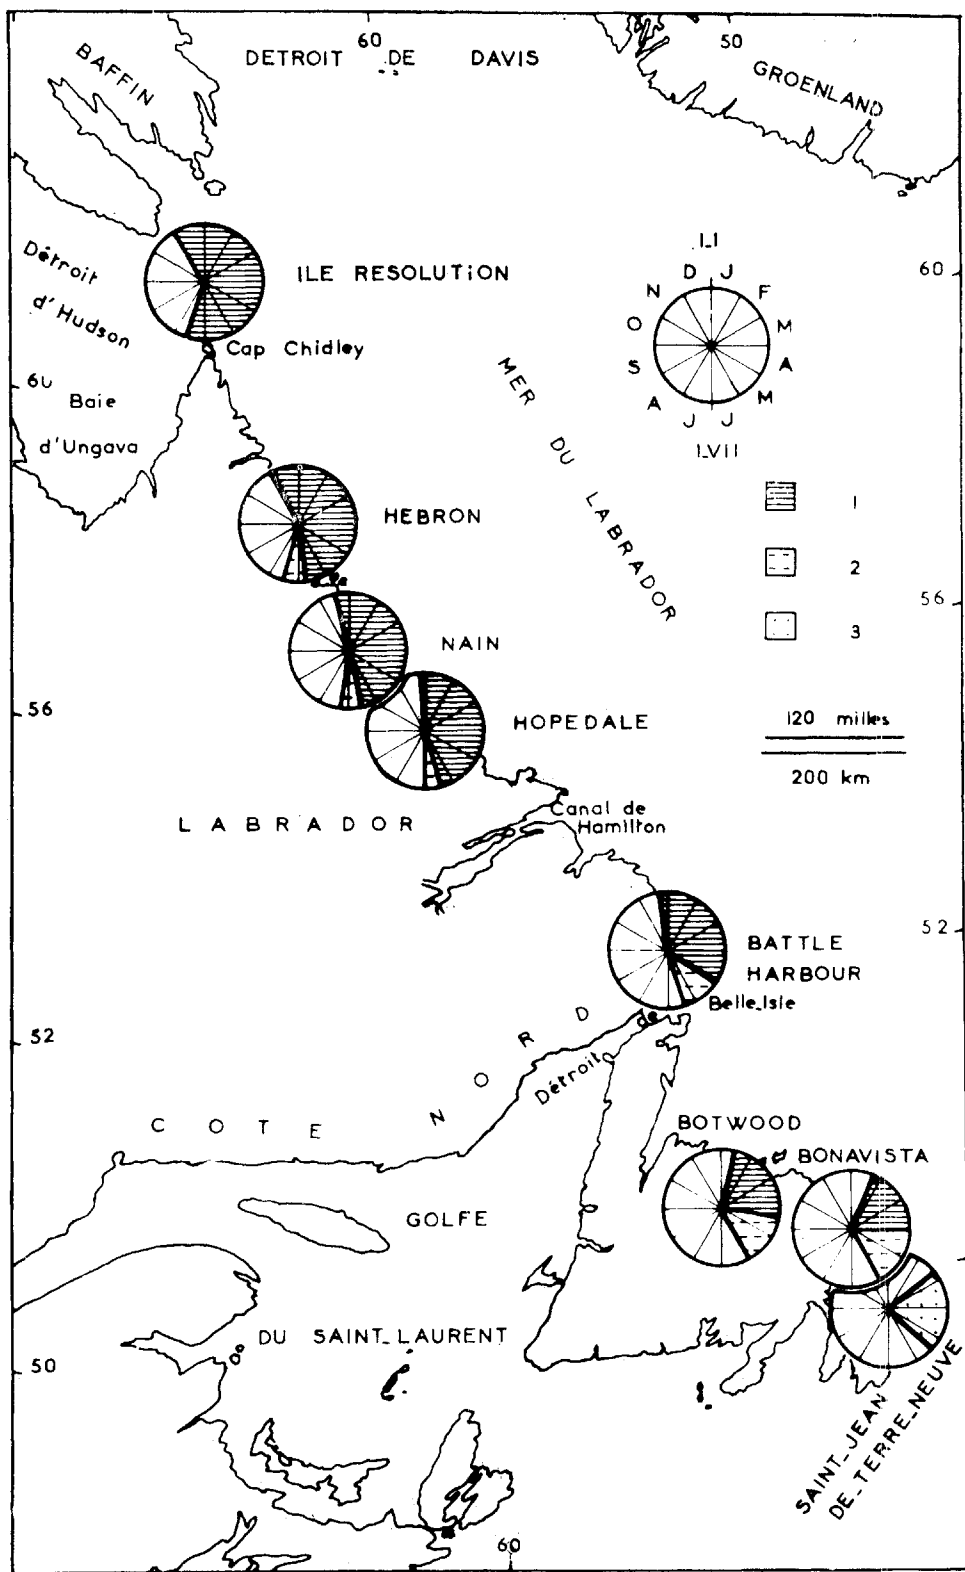 60
50
DETROIT DE DAVIS
BAFFIN
GROENLAND
Détroit
d'Hudson
ILE RESOLUTION
Cap Chidley
60
Baie
d'Ungava
I.I
D J
N F
O M
S A
A M
J J
I.VII
60
MER DU LABRADOR
1
2
3
HEBRON
NAIN
56
56
HOPEDALE
120 milles
200 km
LABRADOR
Canal de
Hamilton
52
BATTLE
HARBOUR
Détroit de Belle-Isle
52
COTE NORD
BOTWOOD
BONAVISTA
GOLFE
DU SAINT-LAURENT
50
SAINT-JEAN
DE-TERRE-NEUVE
60